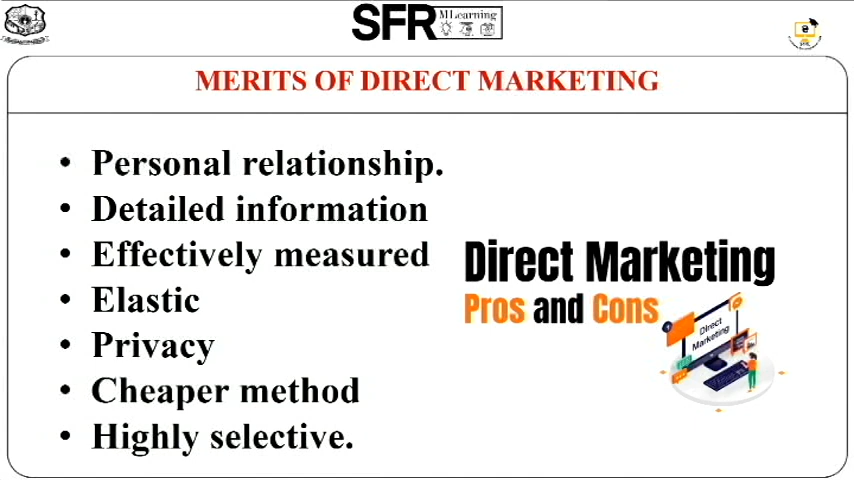 SFR MLearning
MERITS OF DIRECT MARKETING
• Personal relationship.
• Detailed information
• Effectively measured
• Elastic
• Privacy
• Cheaper method
• Highly selective.
Direct Marketing
Pros and Cons
Direct
Marketing